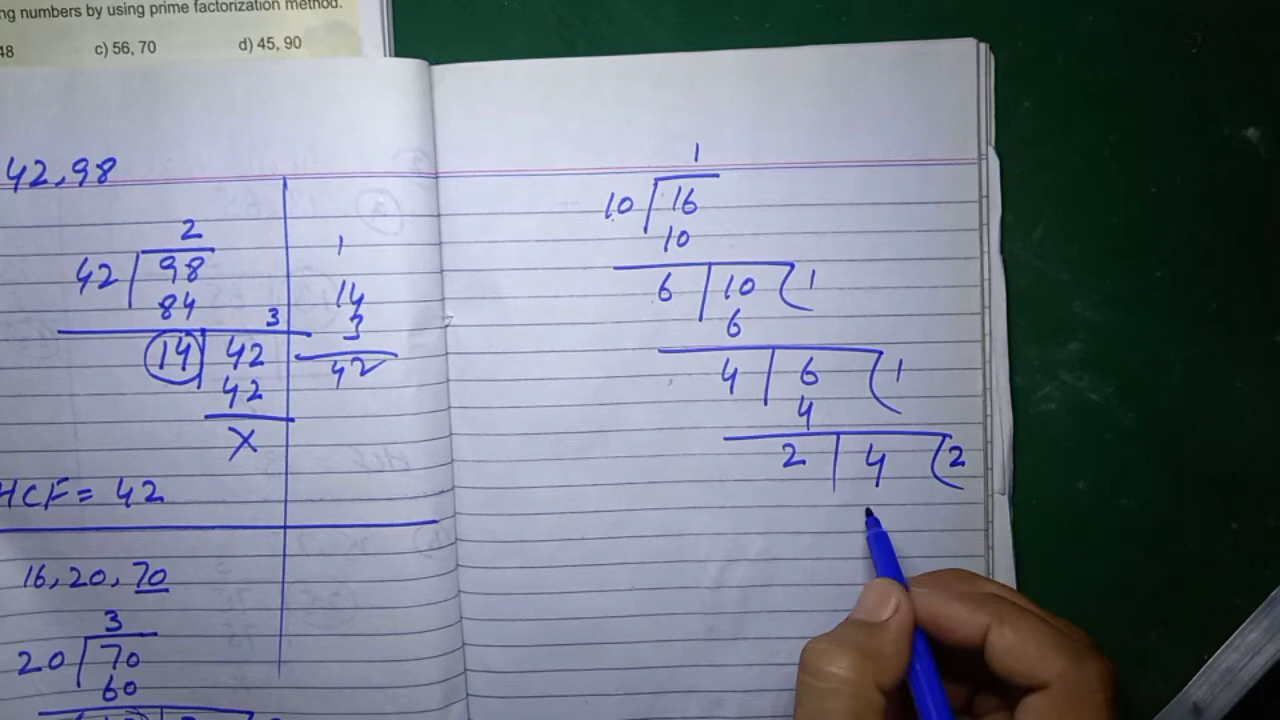 ng numbers by using prime factorization method.
48 c) 56, 70 d) 45, 90
42, 98
2
42 98
84
3
14 42
42
X
1
14
3
42
HCF = 42
16, 20, 70
3
20 70
60
1
10 16
10
6 10 1
6
4 6 1
4
2 4 2